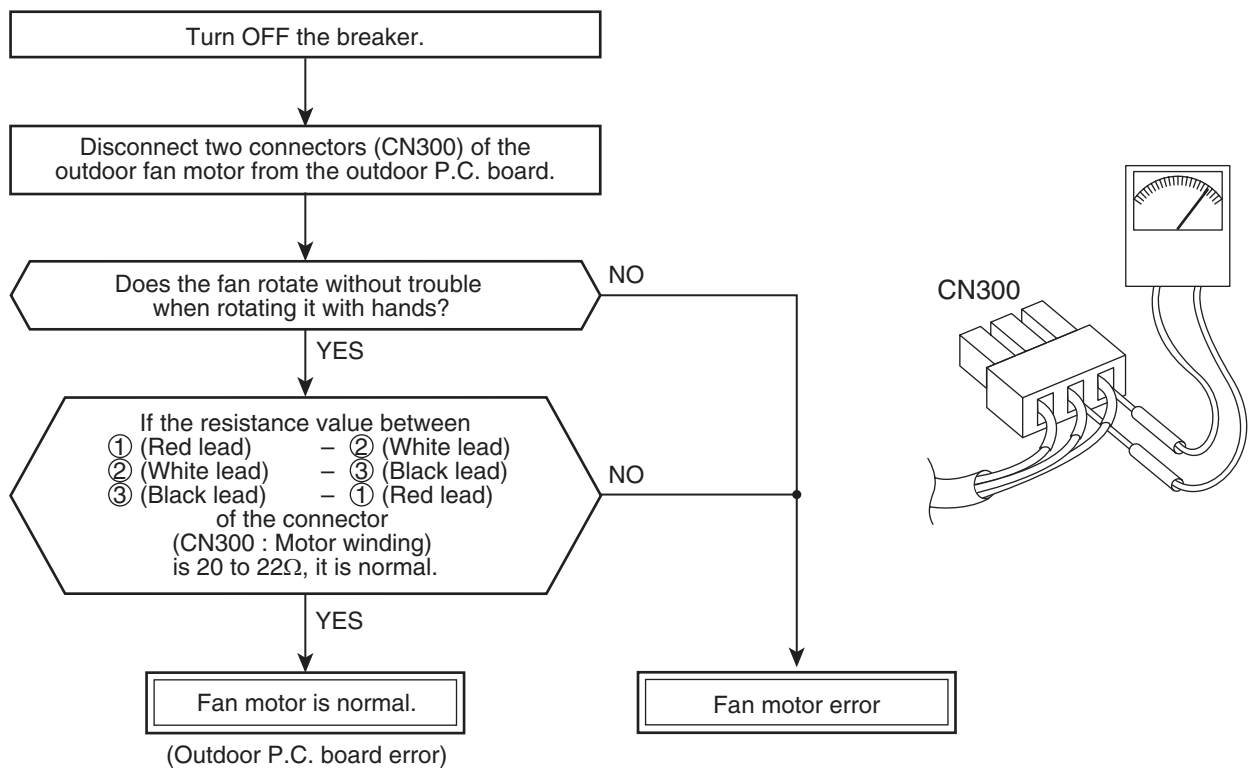 Turn OFF the breaker.
Disconnect two connectors (CN300) of the
outdoor fan motor from the outdoor P.C. board.
Does the fan rotate without trouble
when rotating it with hands?
NO
YES
If the resistance value between
① (Red lead) – ② (White lead)
② (White lead) – ③ (Black lead)
③ (Black lead) – ① (Red lead)
of the connector
(CN300 : Motor winding)
is 20 to 22Ω, it is normal.
NO
YES
Fan motor is normal.
(Outdoor P.C. board error)
Fan motor error
CN300